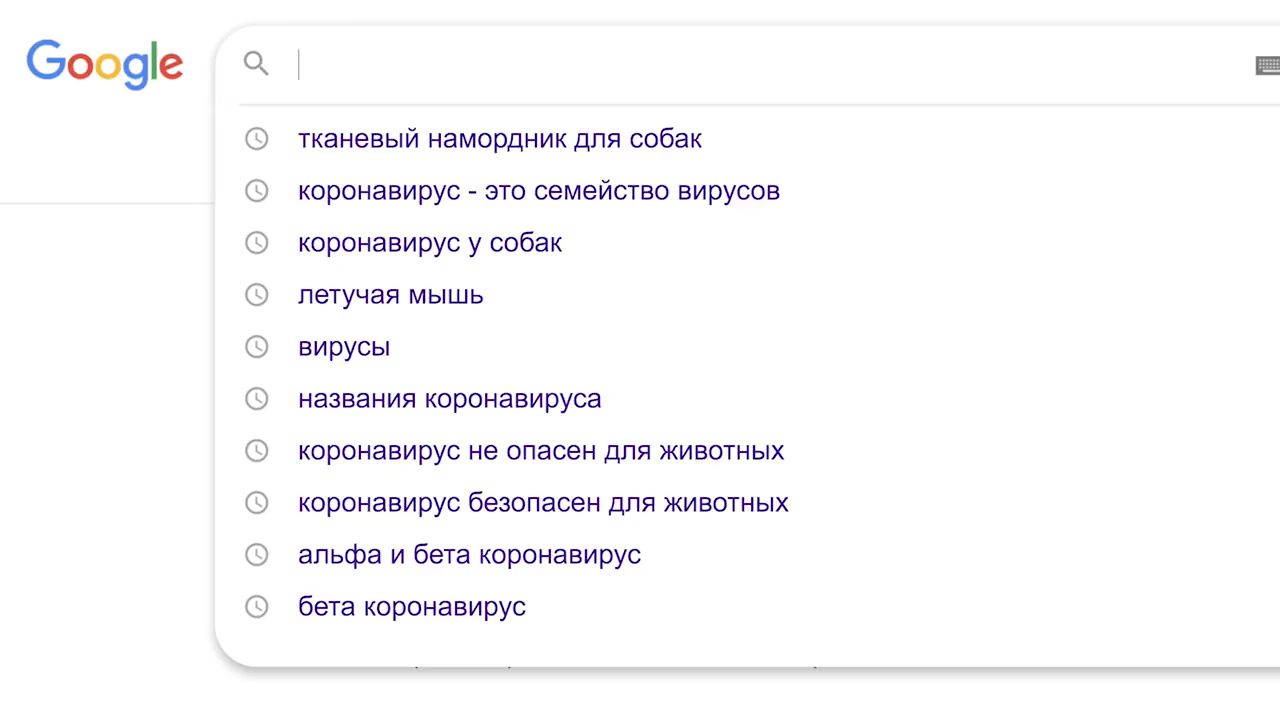 Google
тканевый намордник для собак
коронавирус - это семейство вирусов
коронавирус у собак
летучая мышь
вирусы
названия коронавируса
коронавирус не опасен для животных
коронавирус безопасен для животных
альфа и бета коронавирус
бета коронавирус